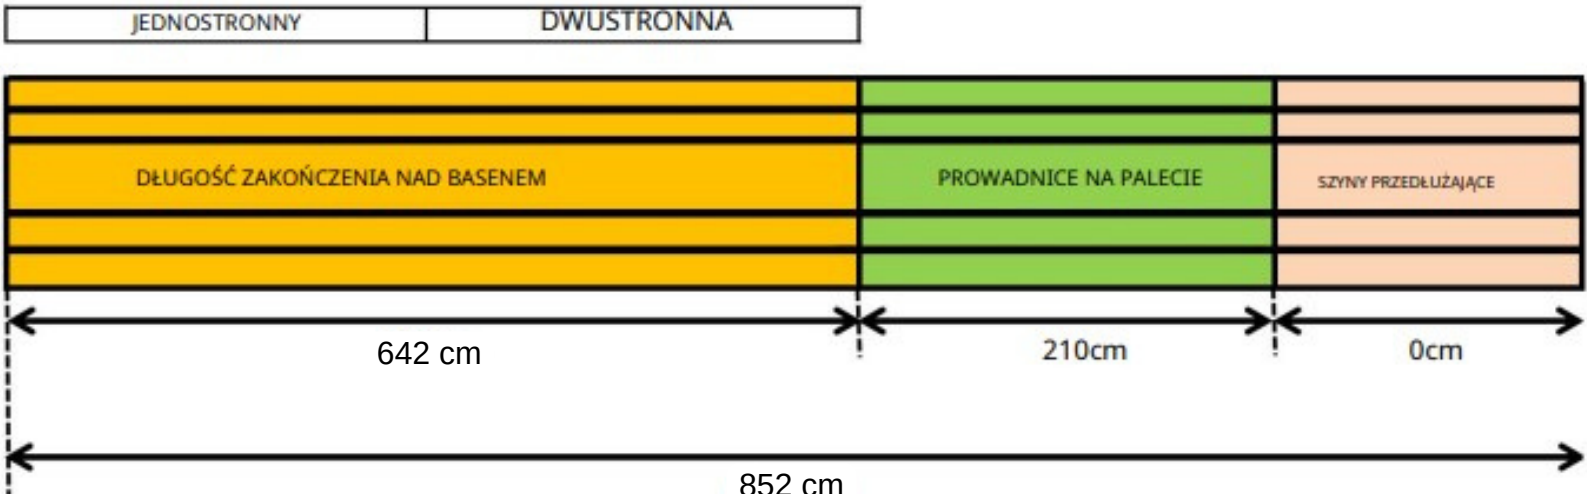 JEDNOSTRONNY
DWUSTRONNA
DŁUGOŚĆ ZAKOŃCZENIA NAD BASENEM
PROWADNICE NA PALECIE
SZYNY PRZEDŁUŻAJĄCE
642 cm
210cm
0cm
852 cm